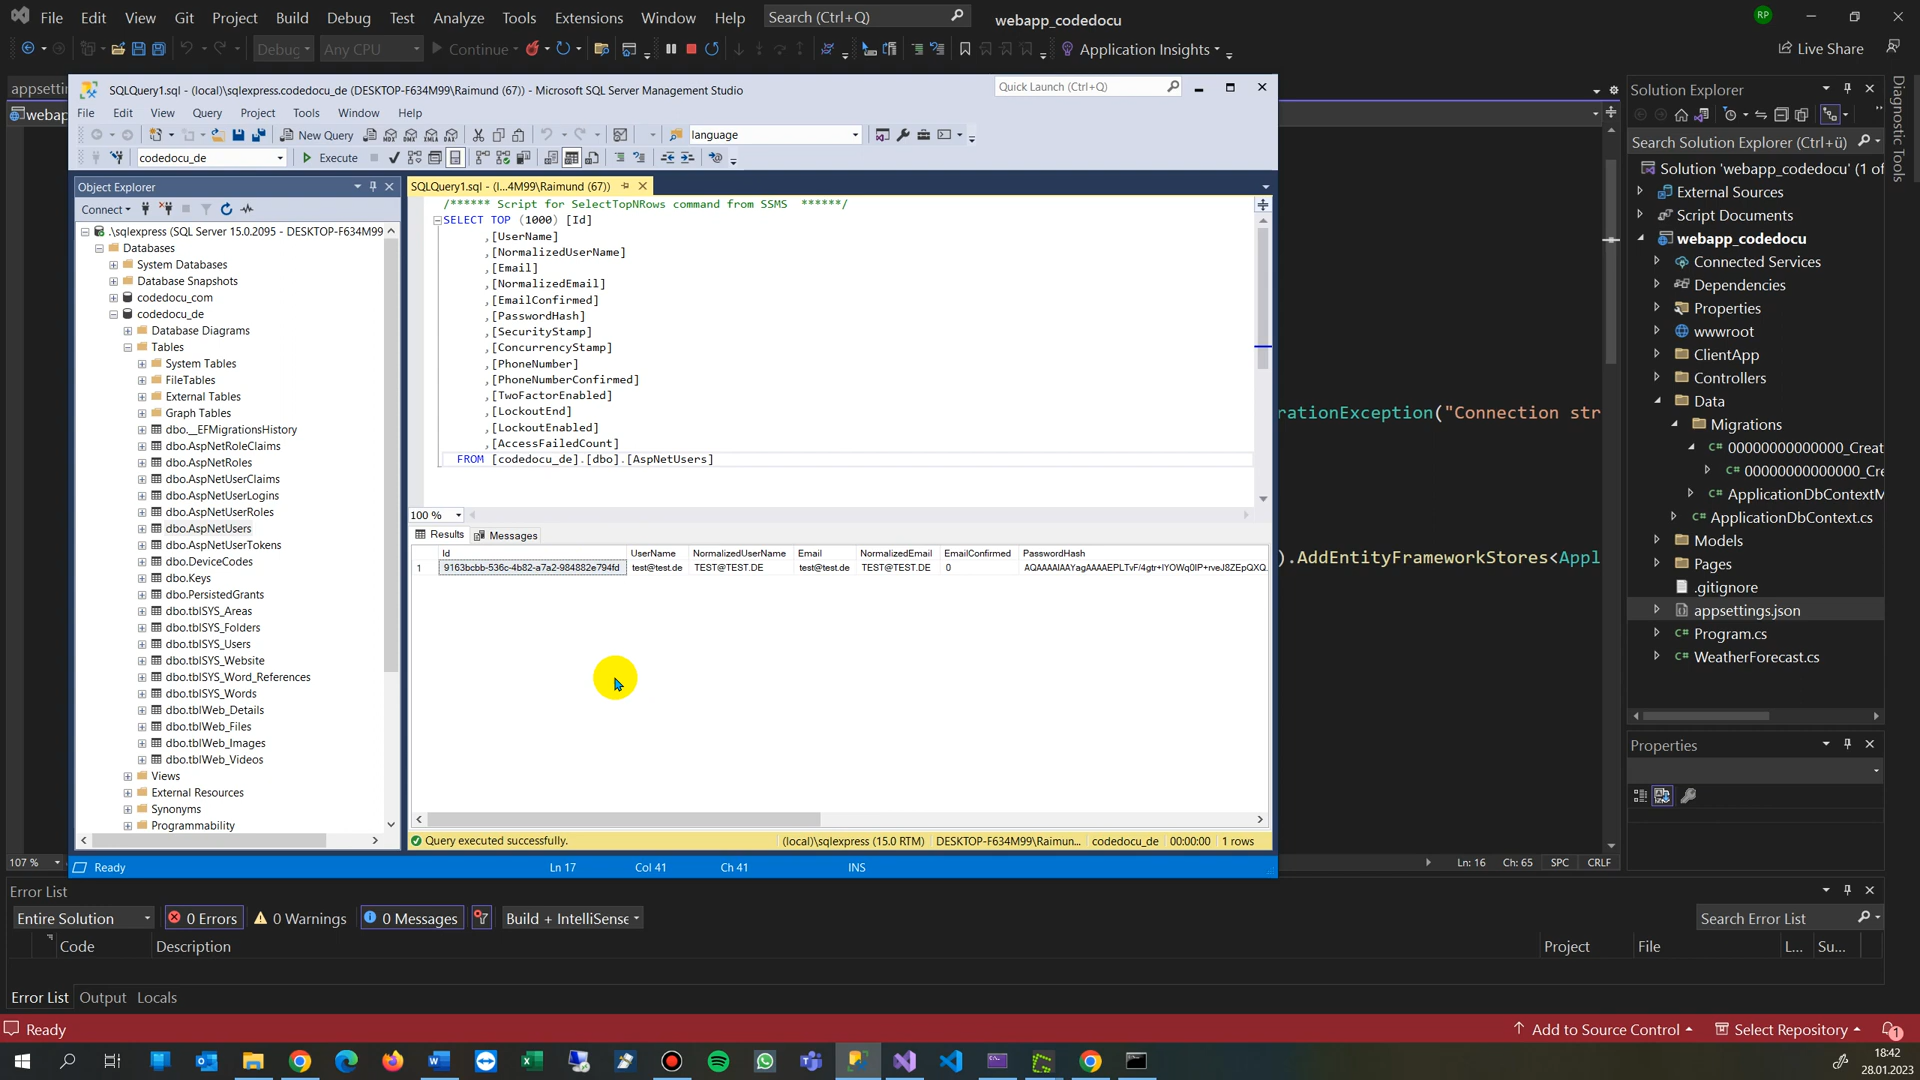 File Edit View Git Project Build Debug Test Analyze Tools Extensions Window Help Search (Ctrl+Q) webapp_codedocu RP
Debug Any CPU Continue Application Insights Live Share
appsettin
webap
SQLQuery1.sql - (local)\sqlexpress.codedocu_de (DESKTOP-F634M99\Raimund (67)) - Microsoft SQL Server Management Studio Quick Launch (Ctrl+Q)
File Edit View Query Project Tools Window Help
New Query language
codedocu_de Execute
Object Explorer
Connect
.\sqlexpress (SQL Server 15.0.2095 - DESKTOP-F634M99
Databases
System Databases
Database Snapshots
codedocu_com
codedocu_de
Database Diagrams
Tables
System Tables
FileTables
External Tables
Graph Tables
dbo.__EFMigrationsHistory
dbo.AspNetRoleClaims
dbo.AspNetRoles
dbo.AspNetUserClaims
dbo.AspNetUserLogins
dbo.AspNetUserRoles
dbo.AspNetUsers
dbo.AspNetUserTokens
dbo.DeviceCodes
dbo.Keys
dbo.PersistedGrants
dbo.tblSYS_Areas
dbo.tblSYS_Folders
dbo.tblSYS_Users
dbo.tblSYS_Website
dbo.tblSYS_Word_References
dbo.tblSYS_Words
dbo.tblWeb_Details
dbo.tblWeb_Files
dbo.tblWeb_Images
dbo.tblWeb_Videos
Views
External Resources
Synonyms
Programmability
SQLQuery1.sql - (l...4M99\Raimund (67))
/****** Script for SelectTopNRows command from SSMS ******/
SELECT TOP (1000) [Id]
,[UserName]
,[NormalizedUserName]
,[Email]
,[NormalizedEmail]
,[EmailConfirmed]
,[PasswordHash]
,[SecurityStamp]
,[ConcurrencyStamp]
,[PhoneNumber]
,[PhoneNumberConfirmed]
,[TwoFactorEnabled]
,[LockoutEnd]
,[LockoutEnabled]
,[AccessFailedCount]
FROM [codedocu_de].[dbo].[AspNetUsers]
100 %
Results Messages
Id UserName NormalizedUserName Email NormalizedEmail EmailConfirmed PasswordHash
1 9163bcbb-536c-4b82-a7a2-984882e794fd test@test.de TEST@TEST.DE test@test.de TEST@TEST.DE 0
Query executed successfully. (local)\sqlexpress (15.0 RTM) DESKTOP-F634M99\Raimun... codedocu_de 00:00:00 1 rows
Ready Ln 17 Col 41 Ch 41 INS
rationException("Connection str
).AddEntityFrameworkStores<Appl
107 % Ln: 16 Ch: 65 SPC CRLF
Solution Explorer
Search Solution Explorer (Ctrl+ü)
Solution 'webapp_codedocu' (1 of
External Sources
Script Documents
webapp_codedocu
Connected Services
Dependencies
Properties
wwwroot
ClientApp
Controllers
Data
Migrations
00000000000000_Creat
00000000000000_Cre
ApplicationDbContextM
ApplicationDbContext.cs
Models
Pages
.gitignore
appsettings.json
Program.cs
WeatherForecast.cs
Diagnostic Tools
Properties
Error List
Entire Solution 0 Errors 0 Warnings 0 Messages Build + IntelliSense Search Error List
Code Description Project File L... Su...
Error List Output Locals
Ready Add to Source Control Select Repository 1
18:42
28.01.2023